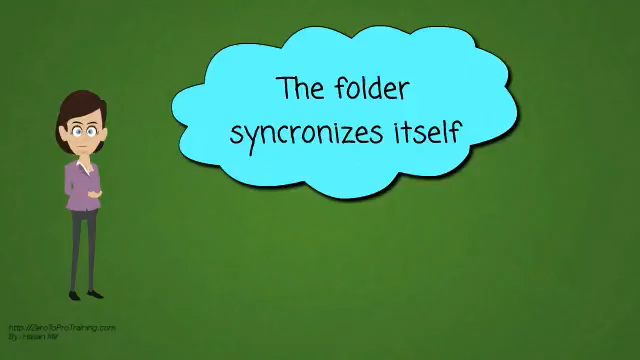 The folder
syncronizes itself
http://ZeroToProTraining.com
By: Hasan Mir